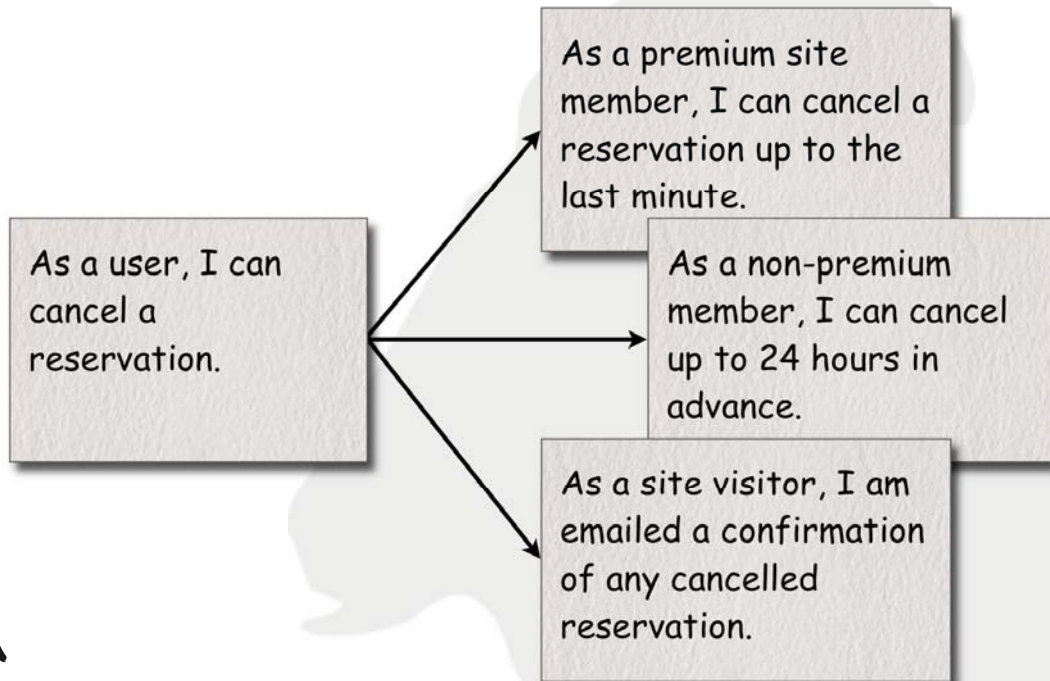 As a premium site
member, I can cancel a
reservation up to the
last minute.
As a user, I can
cancel a
reservation.
As a non-premium
member, I can cancel
up to 24 hours in
advance.
As a site visitor, I am
emailed a confirmation
of any cancelled
reservation.